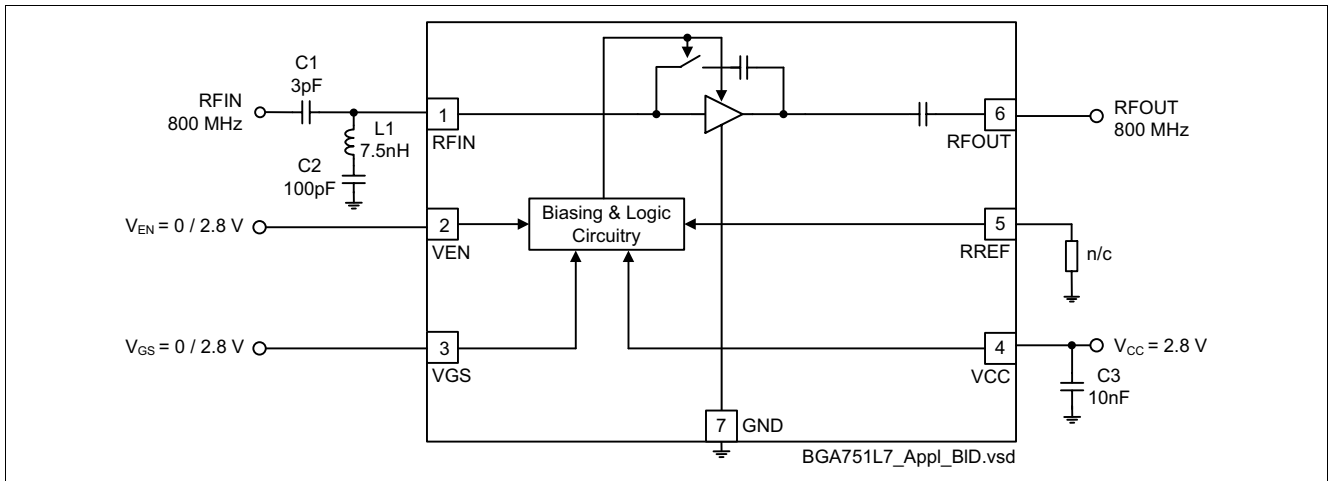 C1
3pF
RFIN
800 MHz
L1
7.5nH
C2
100pF
1
RFIN
6
RFOUT
RFOUT
800 MHz
V_EN = 0 / 2.8 V
2
VEN
Biasing & Logic
Circuitry
5
RREF
n/c
V_GS = 0 / 2.8 V
3
VGS
4
VCC
V_CC = 2.8 V
C3
10nF
7
GND
BGA751L7_Appl_BID.vsd